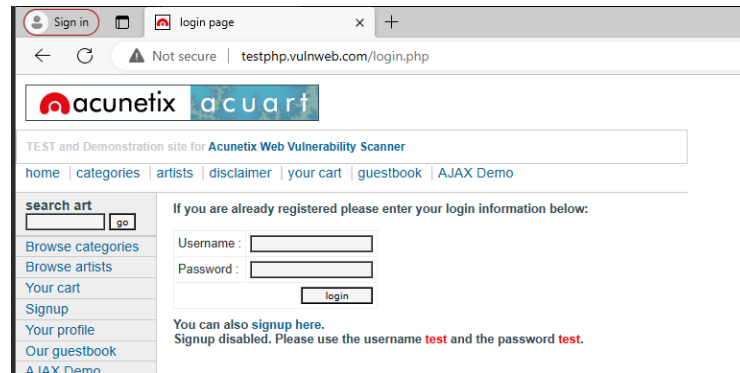 Sign in
login page
Not secure | testphp.vulnweb.com/login.php
acunetix acuart
TEST and Demonstration site for Acunetix Web Vulnerability Scanner
home | categories | artists | disclaimer | your cart | guestbook | AJAX Demo
search art
go
Browse categories
Browse artists
Your cart
Signup
Your profile
Our guestbook
AJAX Demo
If you are already registered please enter your login information below:
Username :
Password :
login
You can also signup here.
Signup disabled. Please use the username test and the password test.